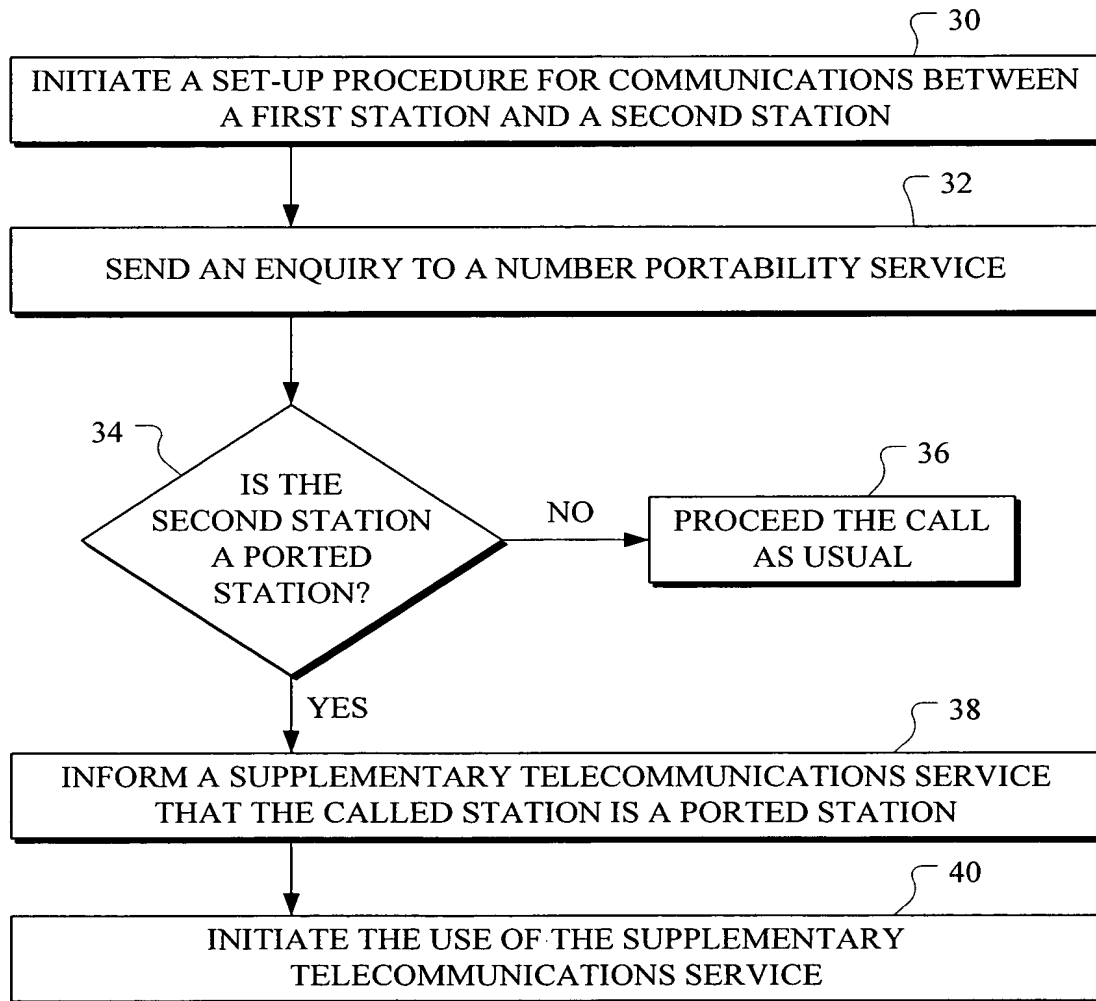 30
INITIATE A SET-UP PROCEDURE FOR COMMUNICATIONS BETWEEN
A FIRST STATION AND A SECOND STATION
32
SEND AN ENQUIRY TO A NUMBER PORTABILITY SERVICE
34
IS THE
SECOND STATION
A PORTED
STATION?
NO
36
PROCEED THE CALL
AS USUAL
YES
38
INFORM A SUPPLEMENTARY TELECOMMUNICATIONS SERVICE
THAT THE CALLED STATION IS A PORTED STATION
40
INITIATE THE USE OF THE SUPPLEMENTARY
TELECOMMUNICATIONS SERVICE